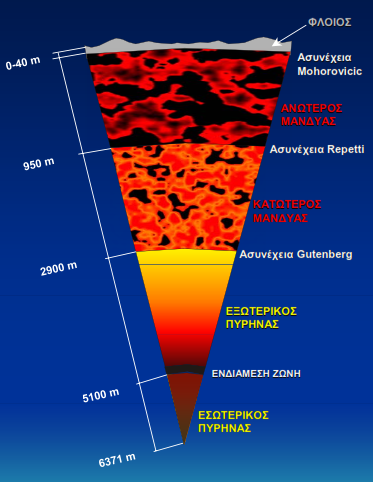 ΦΛΟΙΟΣ
0-40 m
Ασυνέχεια
Mohorovicic
ΑΝΩΤΕΡΟΣ
ΜΑΝΔΥΑΣ
950 m
Ασυνέχεια Repetti
ΚΑΤΩΤΕΡΟΣ
ΜΑΝΔΥΑΣ
2900 m
Ασυνέχεια Gutenberg
ΕΞΩΤΕΡΙΚΟΣ
ΠΥΡΗΝΑΣ
ΕΝΔΙΑΜΕΣΗ ΖΩΝΗ
5100 m
ΕΣΩΤΕΡΙΚΟΣ
ΠΥΡΗΝΑΣ
6371 m